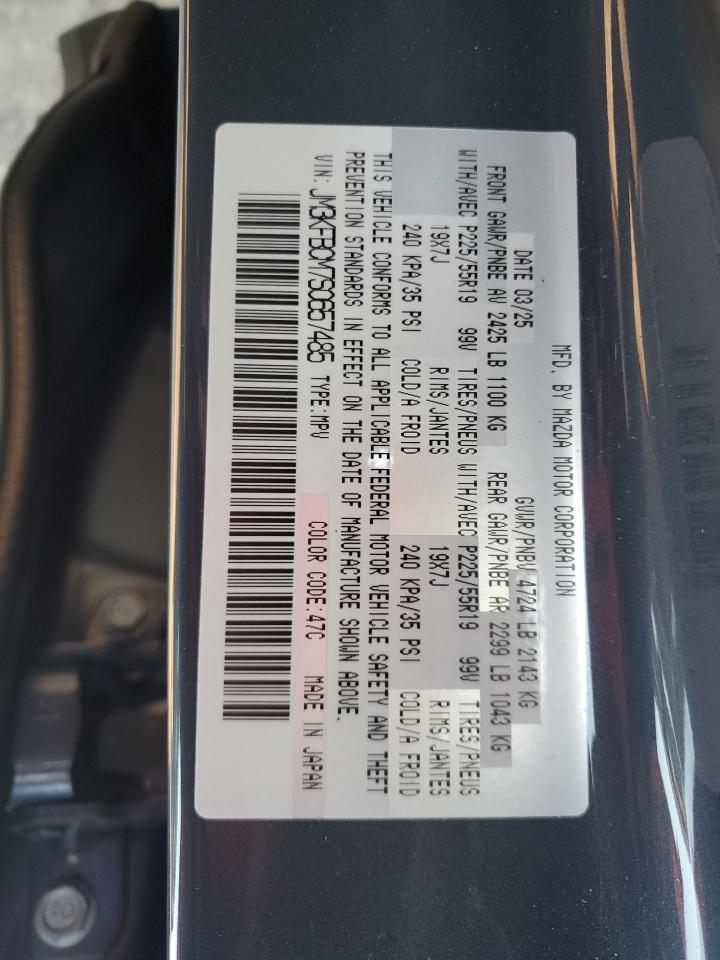 MFD. BY MAZDA MOTOR CORPORATION
DATE 03/25 GVWR/PNBV 4724 LB 2143 KG
FRONT GAWR/PNBE AV 2425 LB 1100 KG REAR GAWR/PNBE AR 2299 LB 1043 KG
WITH/AVEC P225/55R19 99V TIRES/PNEUS WITH/AVEC P225/55R19 99V TIRES/PNEUS
19X7J RIMS/JANTES 19X7J RIMS/JANTES
240 KPA/35 PSI COLD/A FROID 240 KPA/35 PSI COLD/A FROID
THIS VEHICLE CONFORMS TO ALL APPLICABLE FEDERAL MOTOR VEHICLE SAFETY AND THEFT
PREVENTION STANDARDS IN EFFECT ON THE DATE OF MANUFACTURE SHOWN ABOVE.
VIN: JM3KFBCM7S0667485 TYPE:MPV COLOR CODE:47C MADE IN JAPAN